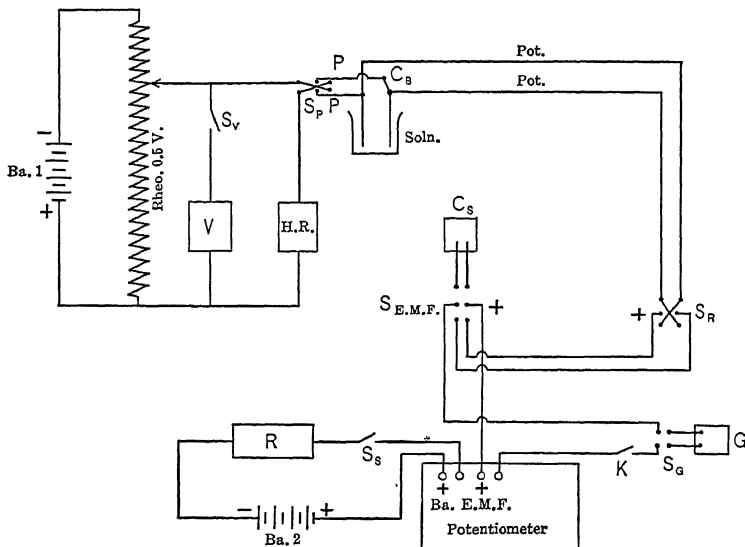 P
C_B
Pot.
Pot.
S_P P
S_V
Soln.
-
Ba. 1
+
Rheo. 0.5 V.
V
H.R.
C_S
S_E.M.F. +
+ S_R
R
S_S
G
K
S_G
- +
Ba. 2
+ +
Ba. E.M.F.
Potentiometer